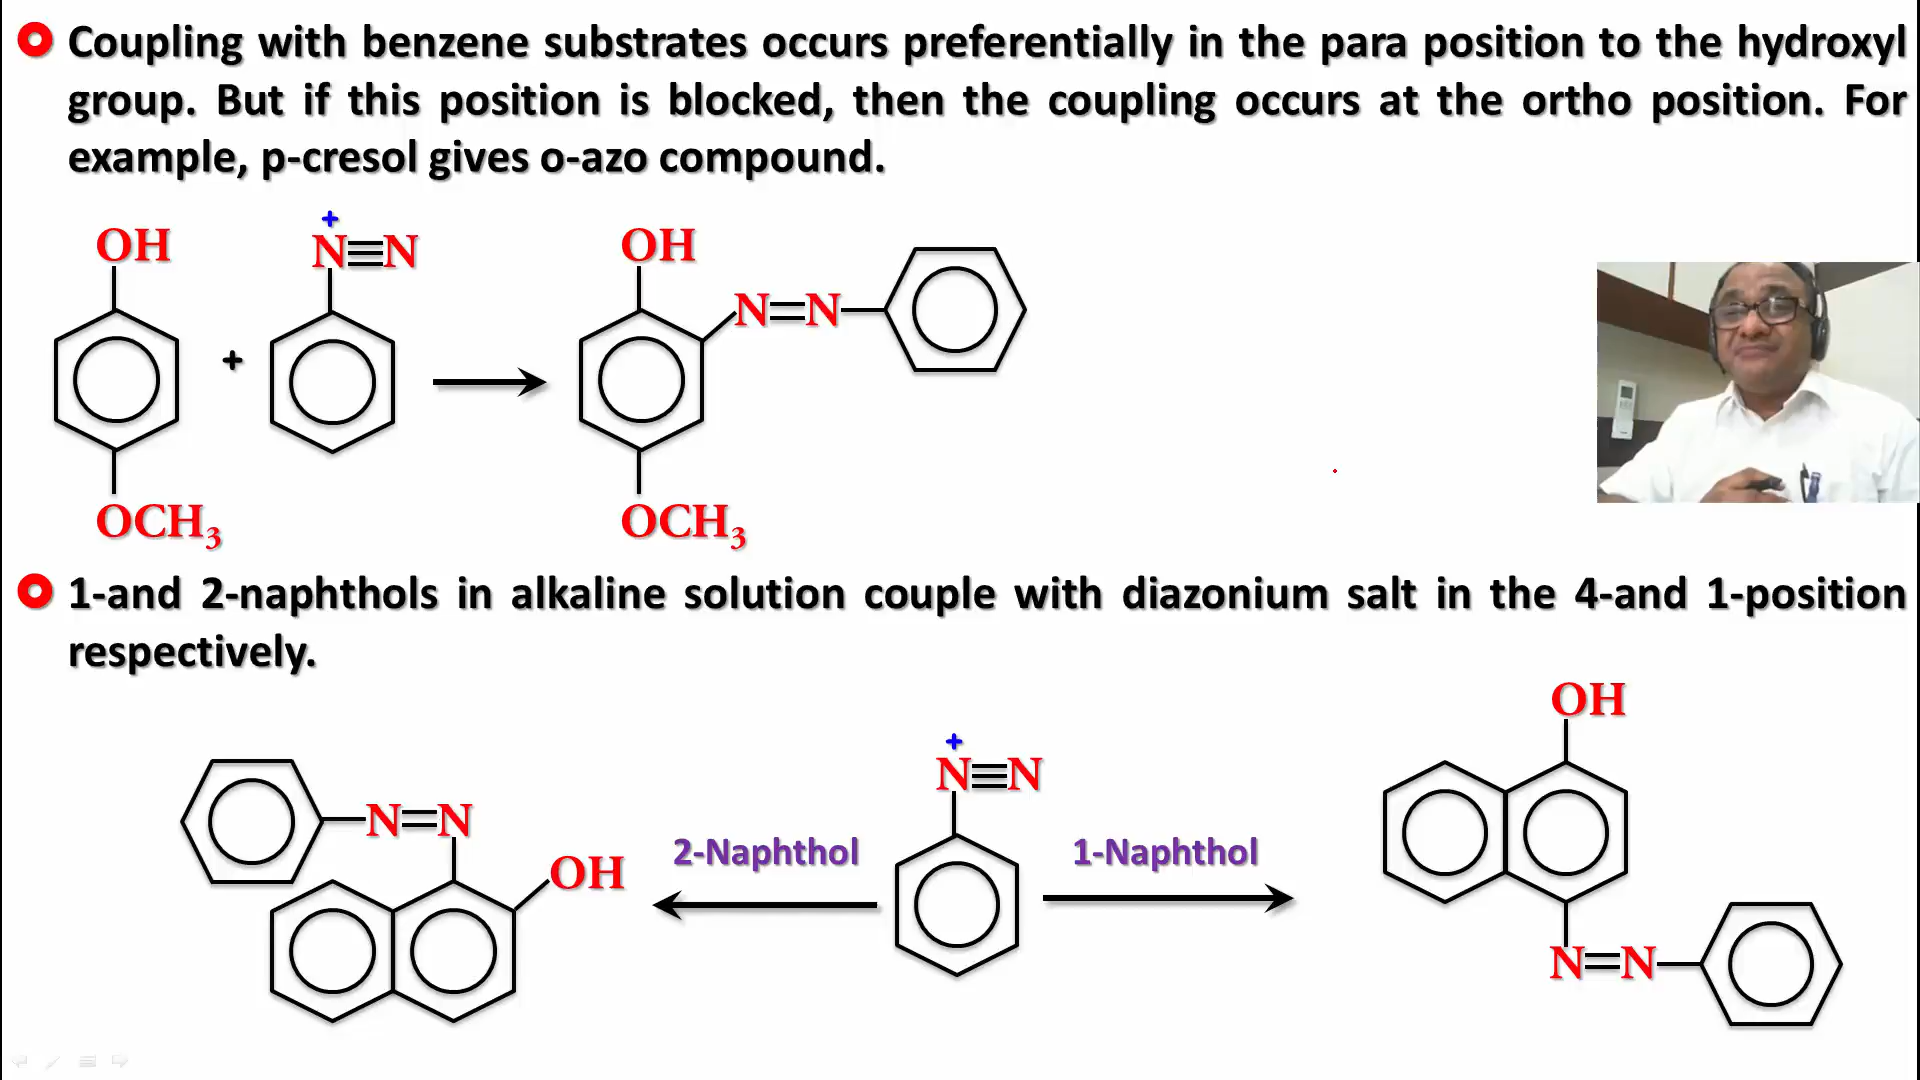 Coupling with benzene substrates occurs preferentially in the para position to the hydroxyl
group. But if this position is blocked, then the coupling occurs at the ortho position. For
example, p-cresol gives o-azo compound.
OH
+
N≡N
+
OH
N=N
OCH₃
OCH₃
1-and 2-naphthols in alkaline solution couple with diazonium salt in the 4-and 1-position
respectively.
N=N
OH
2-Naphthol
+
N≡N
1-Naphthol
OH
N=N